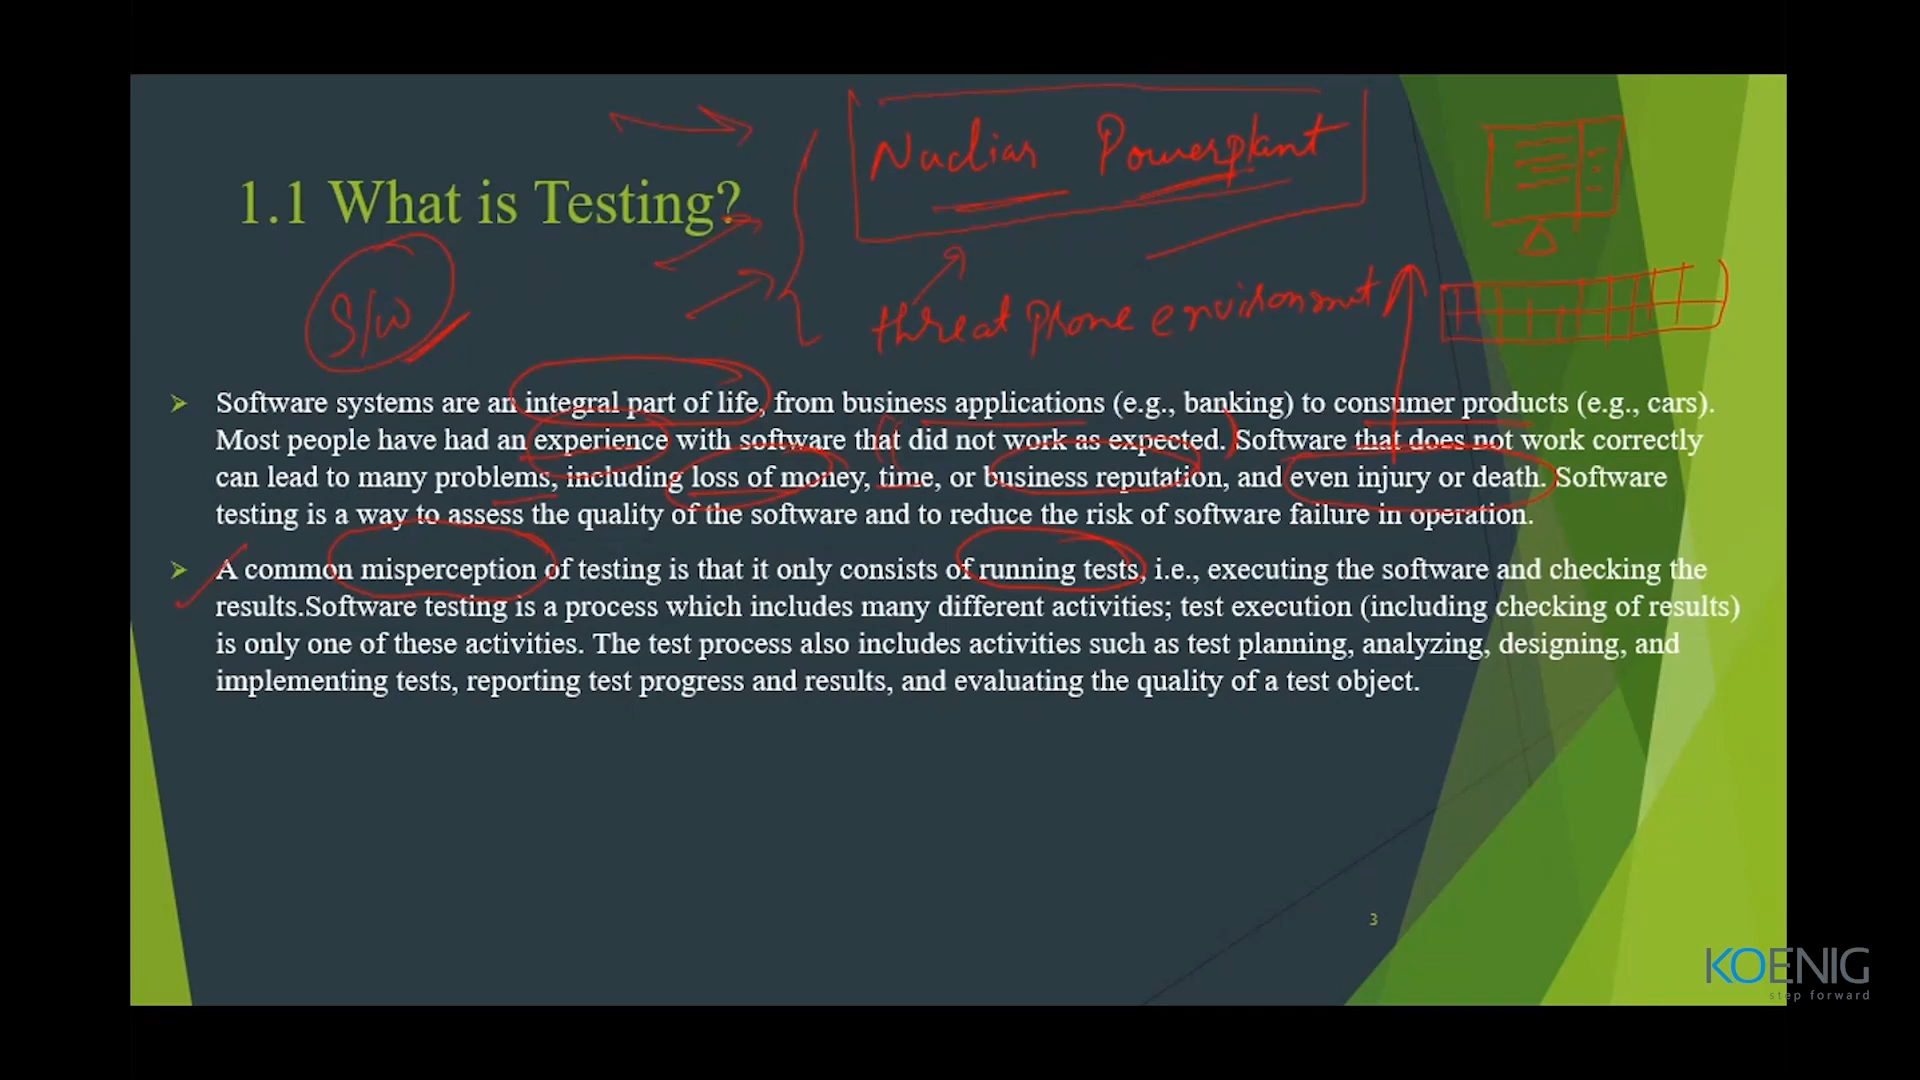 Nuclias Powerplant
1.1 What is Testing?
S/W
threat phone environmnt
➤ Software systems are an integral part of life, from business applications (e.g., banking) to consumer products (e.g., cars).
Most people have had an experience with software that did not work as expected. Software that does not work correctly
can lead to many problems, including loss of money, time, or business reputation, and even injury or death. Software
testing is a way to assess the quality of the software and to reduce the risk of software failure in operation.
➤ A common misperception of testing is that it only consists of running tests, i.e., executing the software and checking the
results.Software testing is a process which includes many different activities; test execution (including checking of results)
is only one of these activities. The test process also includes activities such as test planning, analyzing, designing, and
implementing tests, reporting test progress and results, and evaluating the quality of a test object.
3
KOENIG
step forward